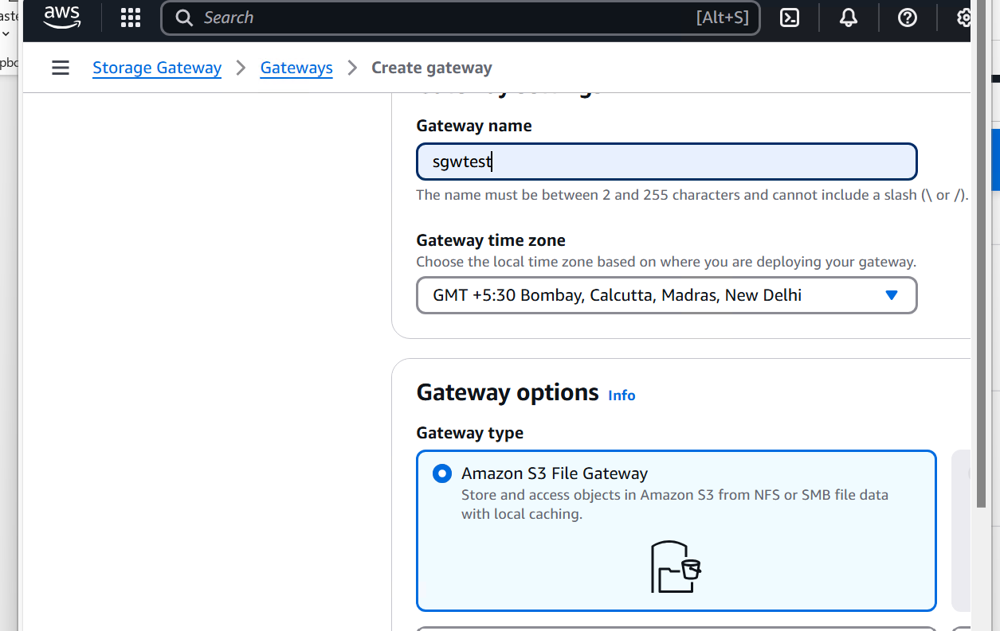 aws
Search
[Alt+S]
Storage Gateway
Gateways
Create gateway
Gateway name
sgwtest
The name must be between 2 and 255 characters and cannot include a slash (\ or /).
Gateway time zone
Choose the local time zone based on where you are deploying your gateway.
GMT +5:30 Bombay, Calcutta, Madras, New Delhi
Gateway options Info
Gateway type
Amazon S3 File Gateway
Store and access objects in Amazon S3 from NFS or SMB file data
with local caching.